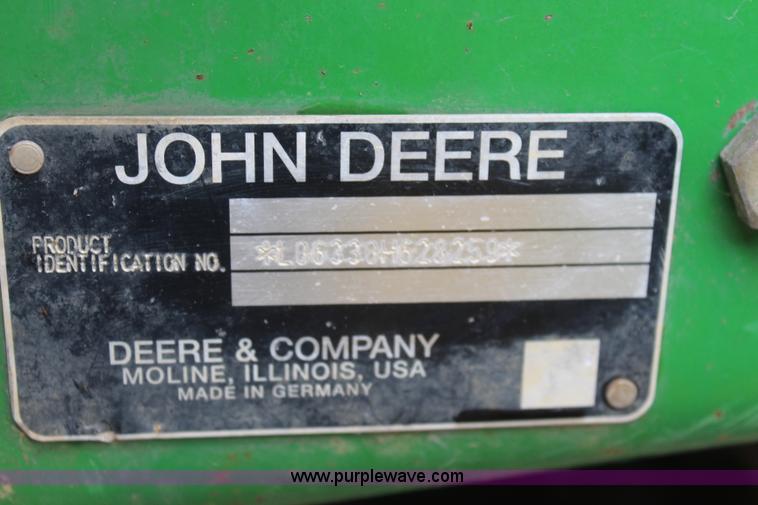 JOHN DEERE
PRODUCT
IDENTIFICATION NO.
*L06330H628259*
DEERE & COMPANY
MOLINE, ILLINOIS, USA
MADE IN GERMANY
www.purplewave.com